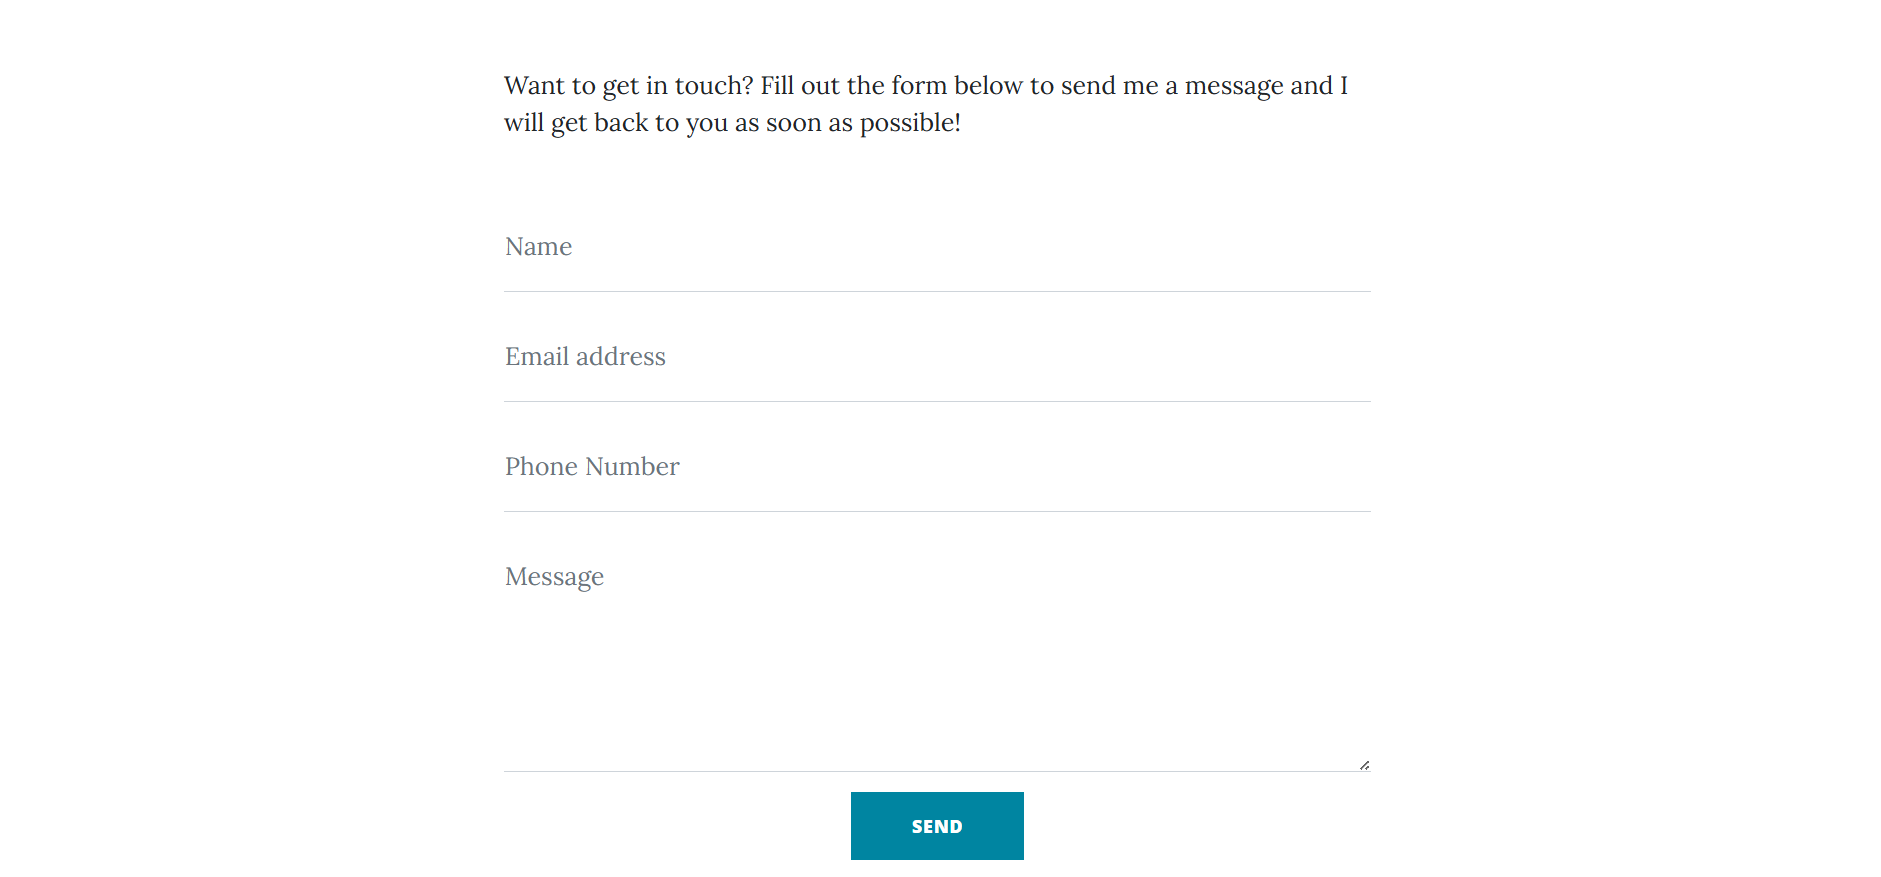 Want to get in touch? Fill out the form below to send me a message and I
will get back to you as soon as possible!
Name
Email address
Phone Number
Message
SEND